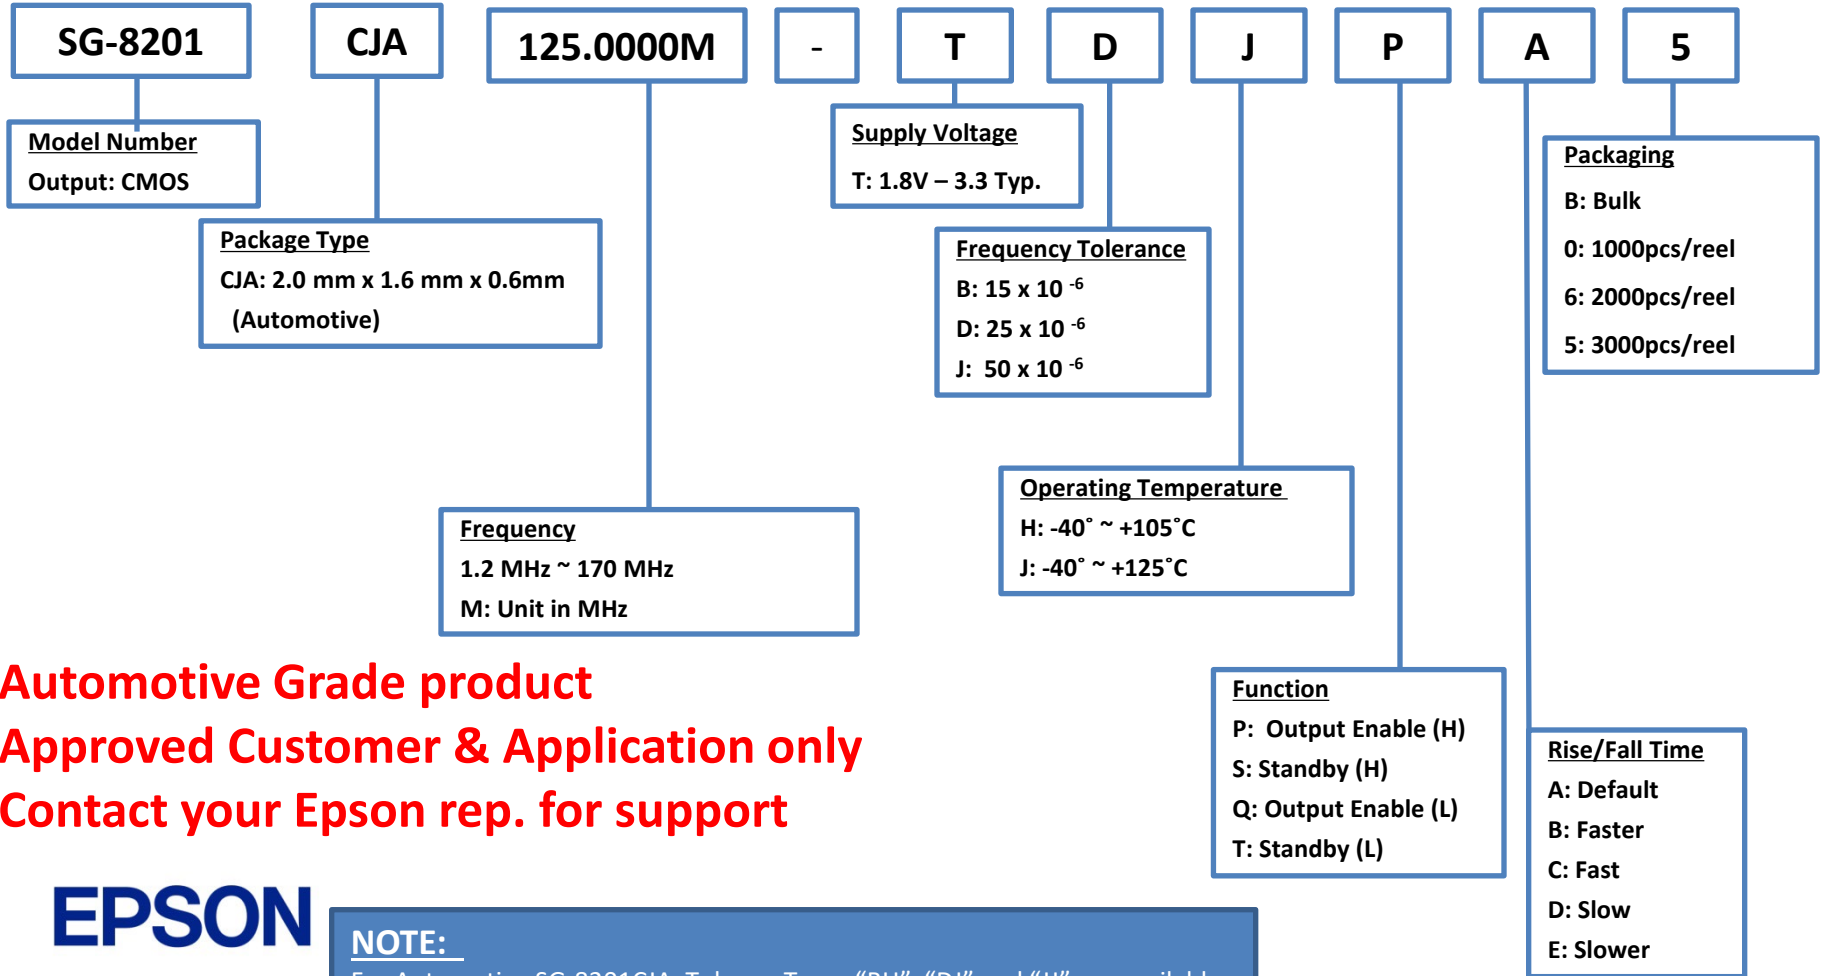 SG-8201 CJA 125.0000M - T D J P A 5
Model Number
Output: CMOS
Package Type
CJA: 2.0 mm x 1.6 mm x 0.6mm
(Automotive)
Frequency
1.2 MHz ~ 170 MHz
M: Unit in MHz
Supply Voltage
T: 1.8V – 3.3 Typ.
Frequency Tolerance
B: 15 x 10 -6
D: 25 x 10 -6
J: 50 x 10 -6
Operating Temperature
H: -40˚ ~ +105˚C
J: -40˚ ~ +125˚C
Function
P: Output Enable (H)
S: Standby (H)
Q: Output Enable (L)
T: Standby (L)
Rise/Fall Time
A: Default
B: Faster
C: Fast
D: Slow
E: Slower
Packaging
B: Bulk
0: 1000pcs/reel
6: 2000pcs/reel
5: 3000pcs/reel
Automotive Grade product
Approved Customer & Application only
Contact your Epson rep. for support
EPSON
NOTE: